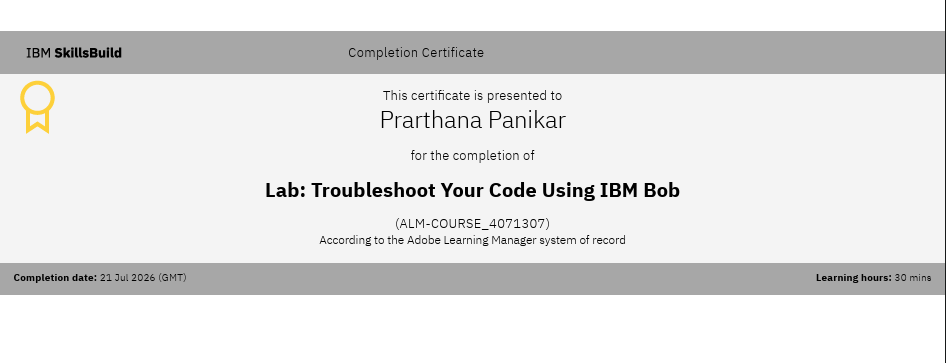 IBM SkillsBuild
Completion Certificate
This certificate is presented to
Prarthana Panikar
for the completion of
Lab: Troubleshoot Your Code Using IBM Bob
(ALM-COURSE_4071307)
According to the Adobe Learning Manager system of record
Completion date: 21 Jul 2026 (GMT)
Learning hours: 30 mins